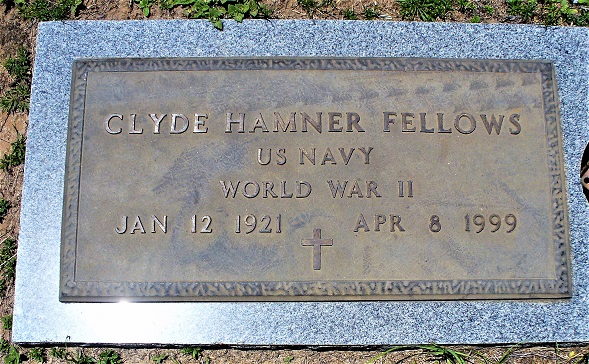 CLYDE HAMNER FELLOWS
US NAVY
WORLD WAR II
JAN 12 1921 APR 8 1999